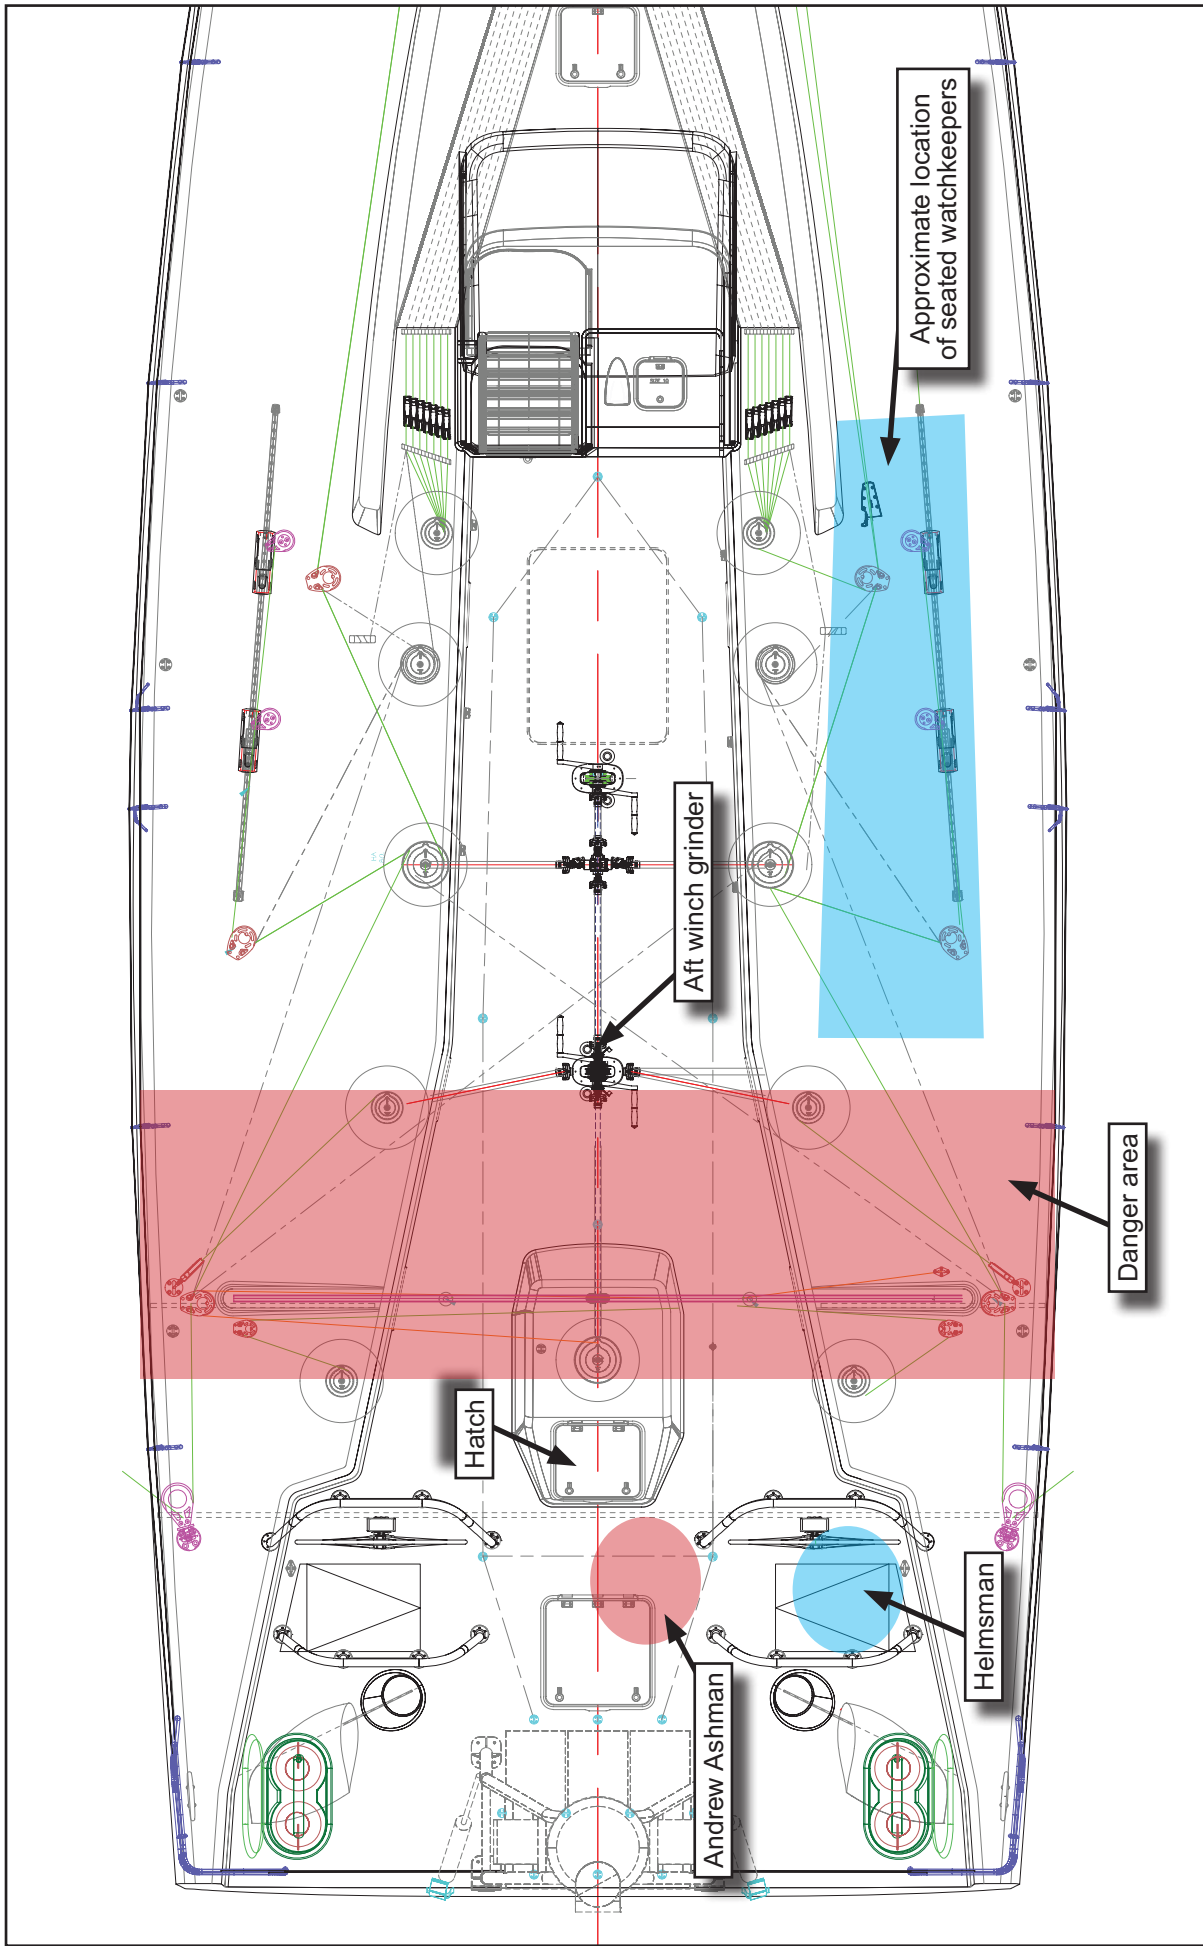 Approximate location
of seated watchkeepers
Aft winch grinder
Danger area
Hatch
Helmsman
Andrew Ashman